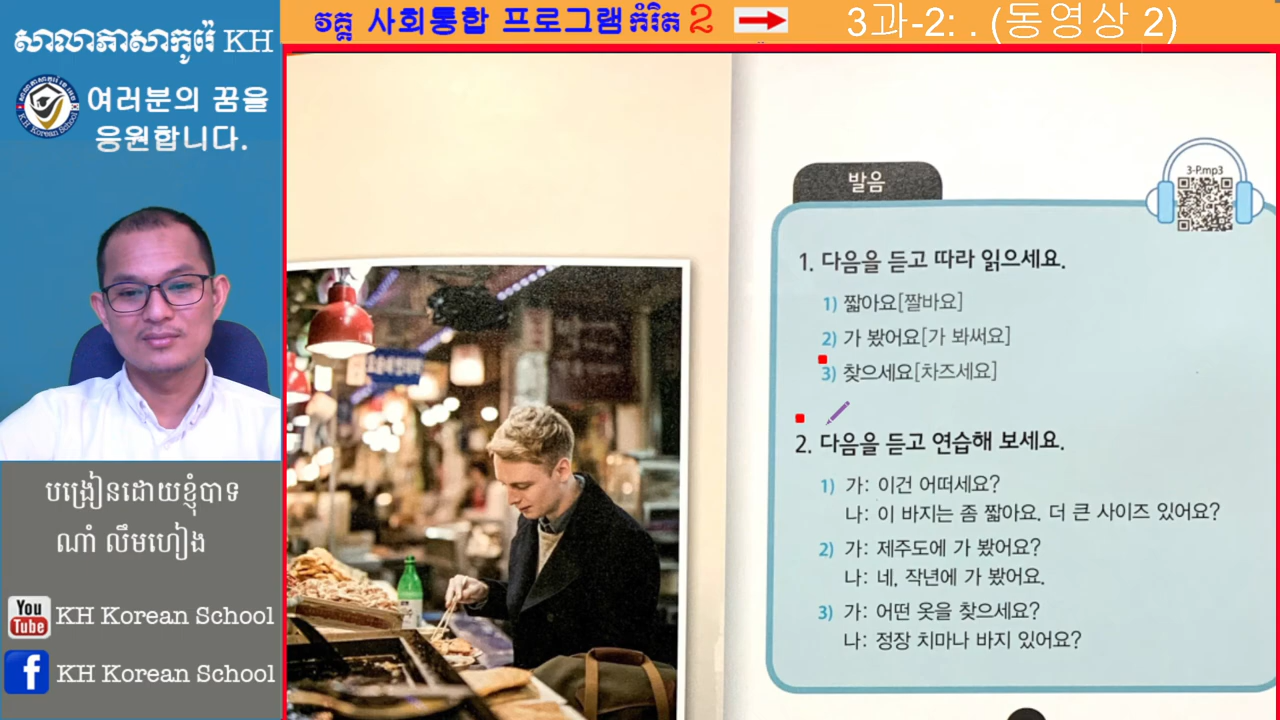 សាលាភាសាកូរ៉េ KH
여러분의 꿈을
응원합니다.
បង្រៀនដោយខ្ញុំបាទ
ណាំ លឹមហៀង
You Tube KH Korean School
f KH Korean School
វគ្គ 사회통합 프로그램 កំរិត 2
3과-2: . (동영상 2)
3-P.mp3
발음
1. 다음을 듣고 따라 읽으세요.
1) 짧아요[짤바요]
2) 가 봤어요[가 봐써요]
3) 찾으세요[차즈세요]
2. 다음을 듣고 연습해 보세요.
1) 가: 이건 어떠세요?
나: 이 바지는 좀 짧아요. 더 큰 사이즈 있어요?
2) 가: 제주도에 가 봤어요?
나: 네, 작년에 가 봤어요.
3) 가: 어떤 옷을 찾으세요?
나: 정장 치마나 바지 있어요?